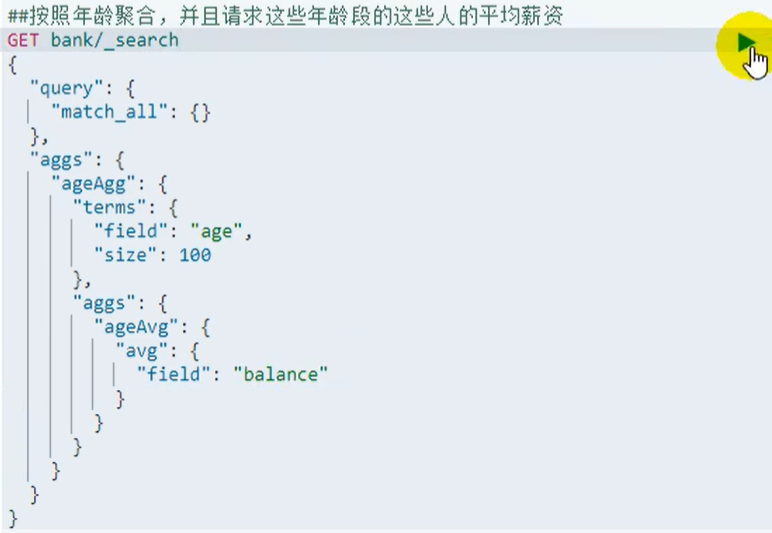 ##按照年龄聚合，并且请求这些年龄段的这些人的平均薪资
GET bank/_search
{
  "query": {
    "match_all": {}
  },
  "aggs": {
    "ageAgg": {
      "terms": {
        "field": "age",
        "size": 100
      },
      "aggs": {
        "ageAvg": {
          "avg": {
            "field": "balance"
          }
        }
      }
    }
  }
}